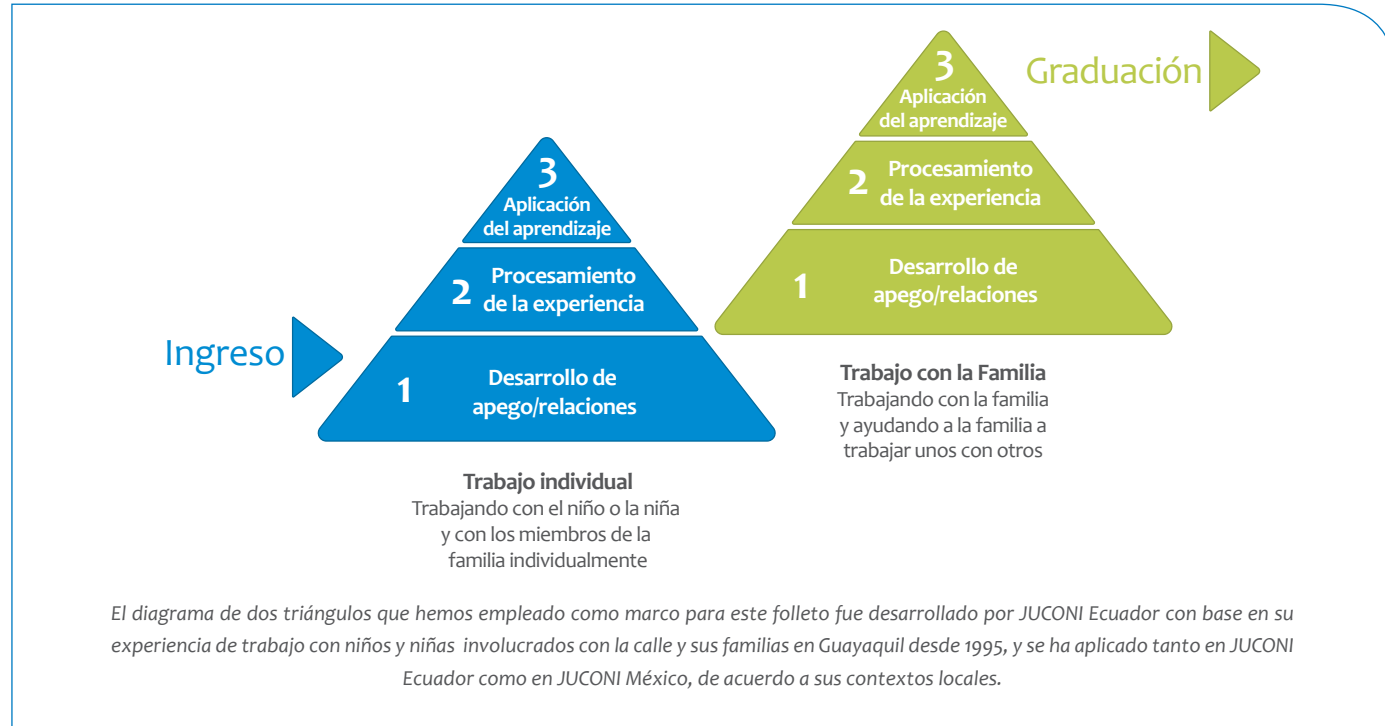 Ingreso
3
Aplicación
del aprendizaje
2
Procesamiento
de la experiencia
1
Desarrollo de
apego/relaciones
Trabajo individual
Trabajando con el niño o la niña
y con los miembros de la
familia individualmente
3
Aplicación
del aprendizaje
2
Procesamiento
de la experiencia
1
Desarrollo de
apego/relaciones
Trabajo con la Familia
Trabajando con la familia
y ayudando a la familia a
trabajar unos con otros
Graduación
El diagrama de dos triángulos que hemos empleado como marco para este folleto fue desarrollado por JUCONI Ecuador con base en su
experiencia de trabajo con niños y niñas involucrados con la calle y sus familias en Guayaquil desde 1995, y se ha aplicado tanto en JUCONI
Ecuador como en JUCONI México, de acuerdo a sus contextos locales.